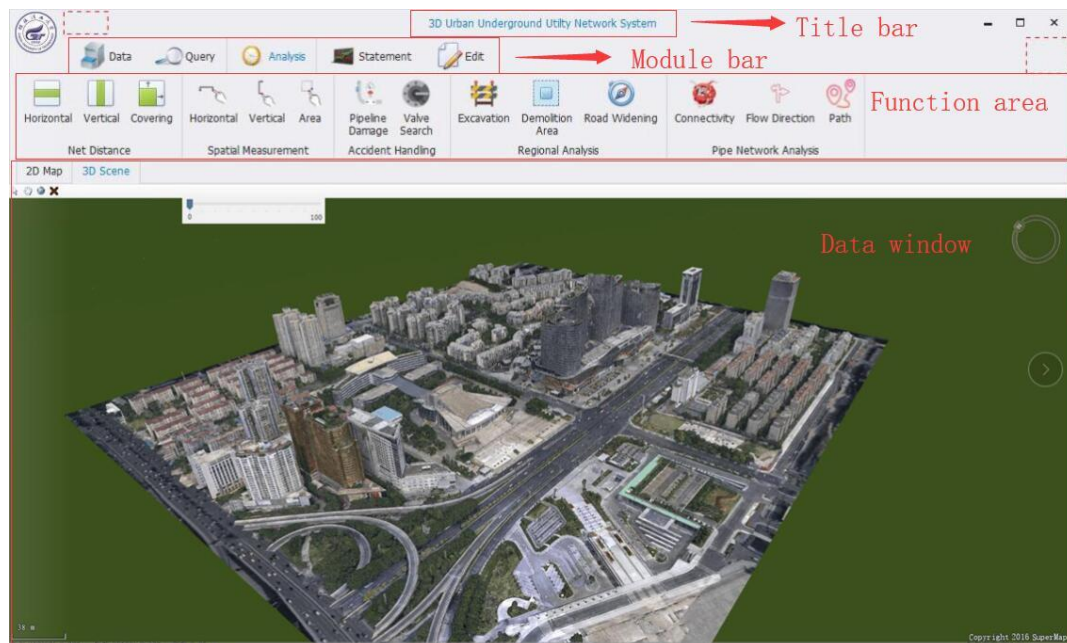 3D Urban Underground Utilty Network System
Title bar
Data Query Analysis Statement Edit
Module bar
Horizontal Vertical Covering Horizontal Vertical Area Pipeline Damage Valve Search Excavation Demolition Area Road Widening Connectivity Flow Direction Path
Function area
Net Distance Spatial Measurement Accident Handling Regional Analysis Pipe Network Analysis
2D Map 3D Scene
0 100
Data window
38 m
Copyright 2016 SuperMap